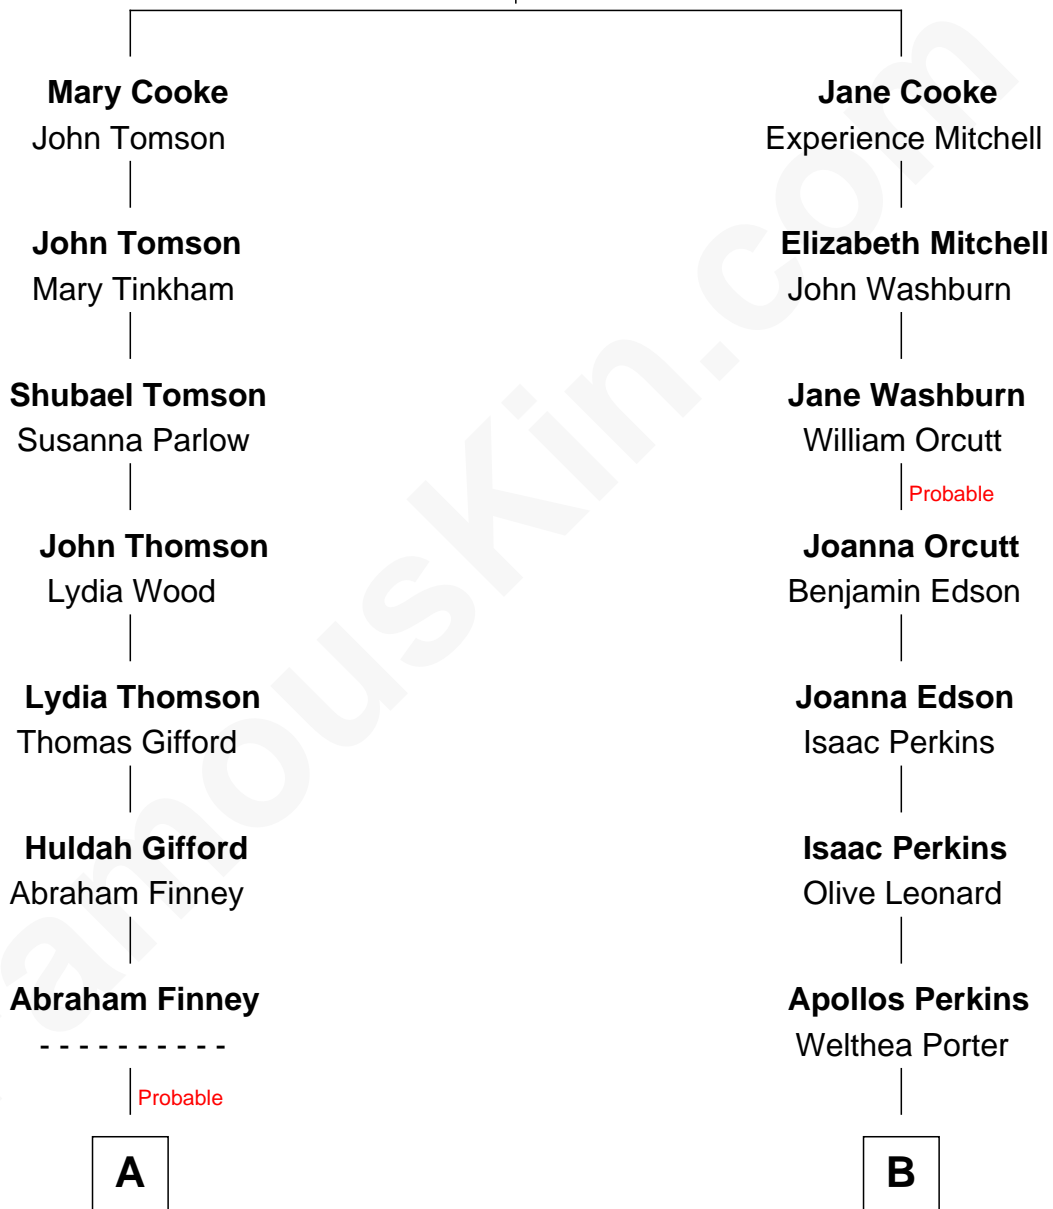 Mary Cooke
John Tomson
John Tomson
Mary Tinkham
Shubael Tomson
Susanna Parlow
John Thomson
Lydia Wood
Lydia Thomson
Thomas Gifford
Huldah Gifford
Abraham Finney
Abraham Finney
- - - - - - - - - -
Probable
A
Jane Cooke
Experience Mitchell
Elizabeth Mitchell
John Washburn
Jane Washburn
William Orcutt
Probable
Joanna Orcutt
Benjamin Edson
Joanna Edson
Isaac Perkins
Isaac Perkins
Olive Leonard
Apollos Perkins
Welthea Porter
B
amouskin.com